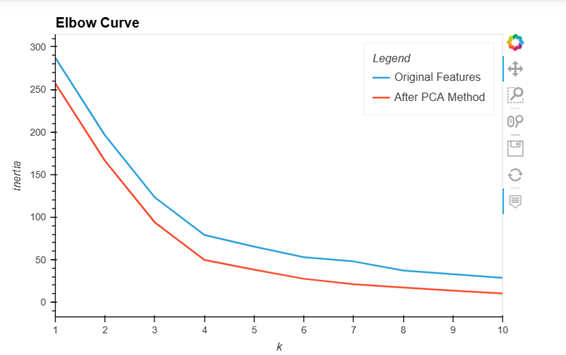 Elbow Curve
Legend
Original Features
After PCA Method
300
250
200
150
100
50
0
inertia
1 2 3 4 5 6 7 8 9 10
k